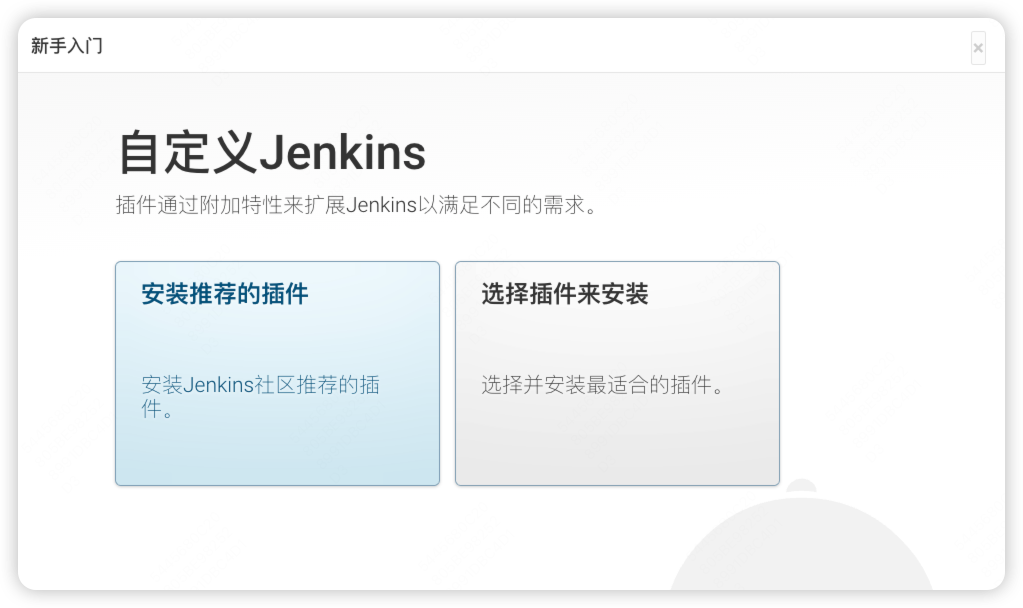 新手入门
×
自定义Jenkins
插件通过附加特性来扩展Jenkins以满足不同的需求。
安装推荐的插件
安装Jenkins社区推荐的插
件。
选择插件来安装
选择并安装最适合的插件。